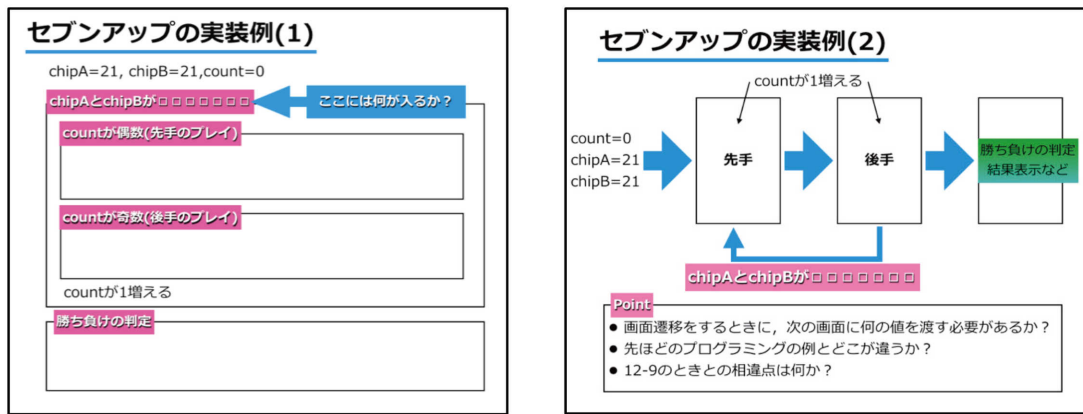 セブンアップの実装例(1)
chipA=21, chipB=21,count=0
chipAとchipBが□□□□□□□
ここには何が入るか？
countが偶数(先手のプレイ)
countが奇数(後手のプレイ)
countが1増える
勝ち負けの判定
セブンアップの実装例(2)
countが1増える
count=0
chipA=21
chipB=21
先手
後手
勝ち負けの判定
結果表示など
chipAとchipBが□□□□□□□
Point
● 画面遷移をするときに，次の画面に何の値を渡す必要があるか？
● 先ほどのプログラミングの例とどこが違うか？
● 12-9のときとの相違点は何か？